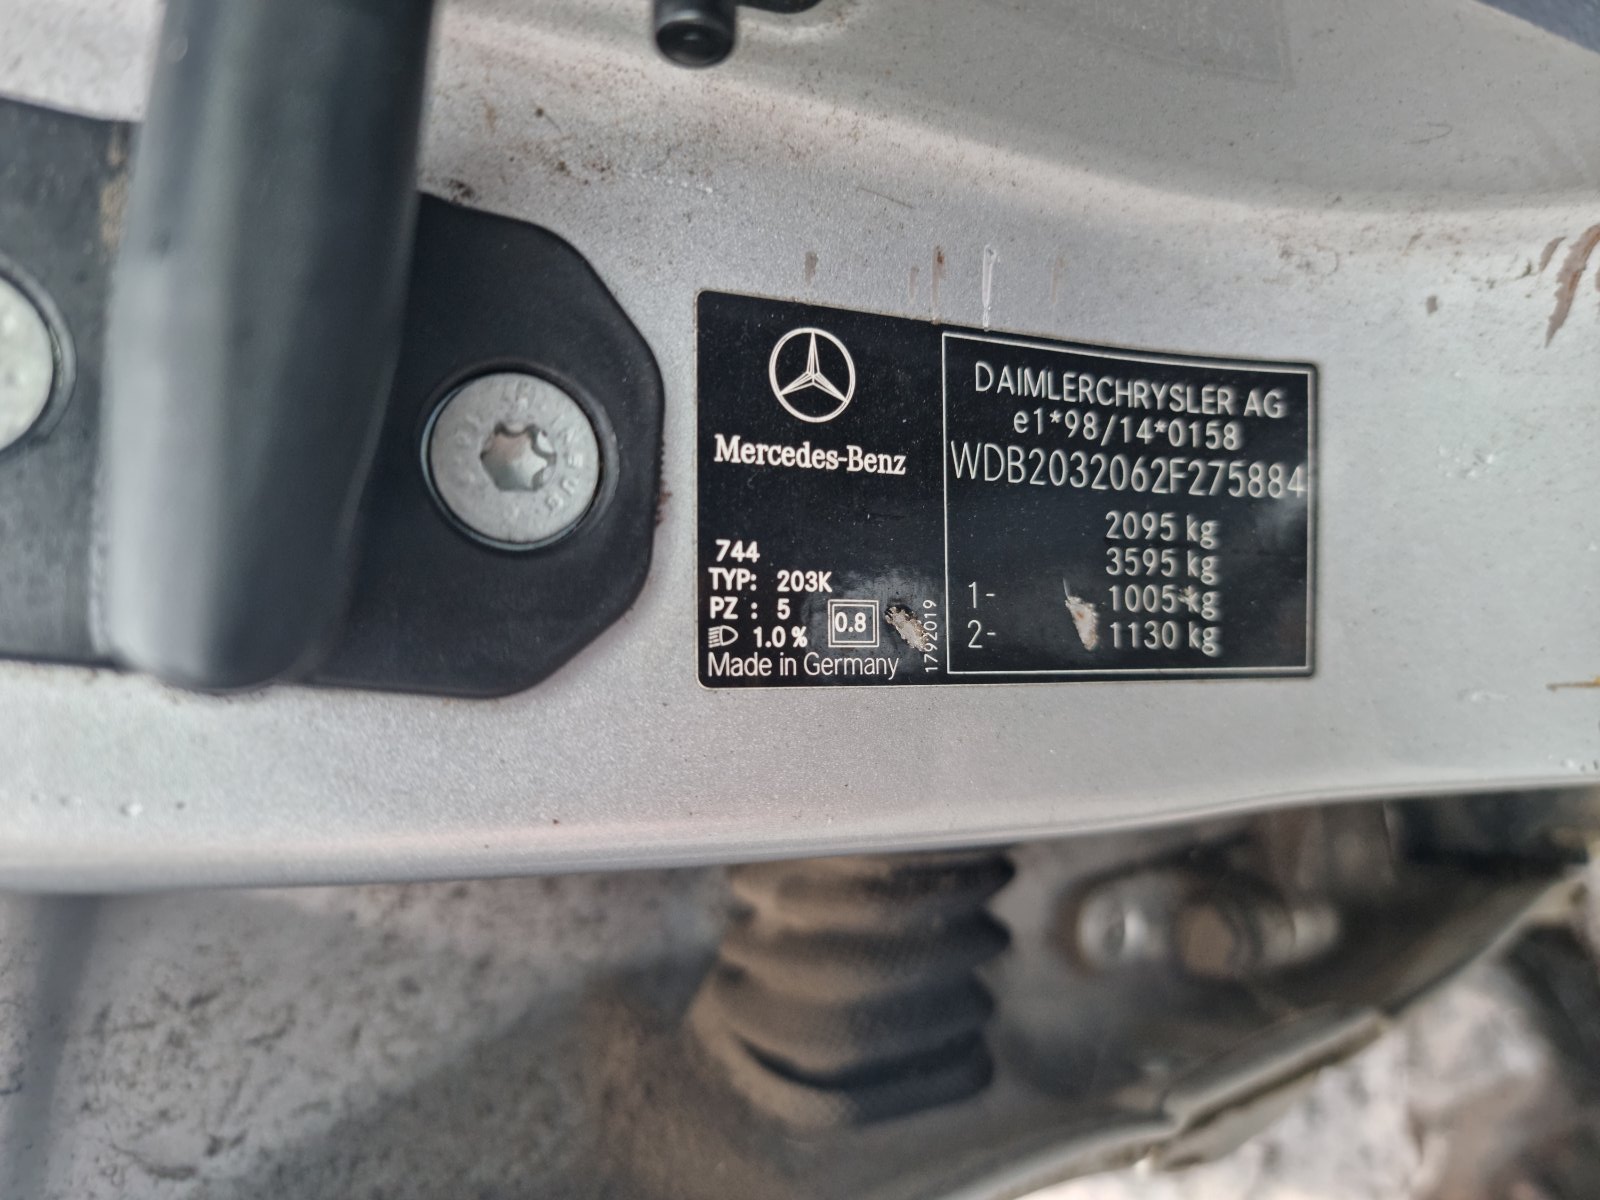 Mercedes-Benz
744
TYP: 203K
PZ : 5
1.0 % 0.8
Made in Germany
1792019
DAIMLERCHRYSLER AG
e1*98/14*0158
WDB2032062F275884
2095 kg
3595 kg
1- 1005 kg
2- 1130 kg